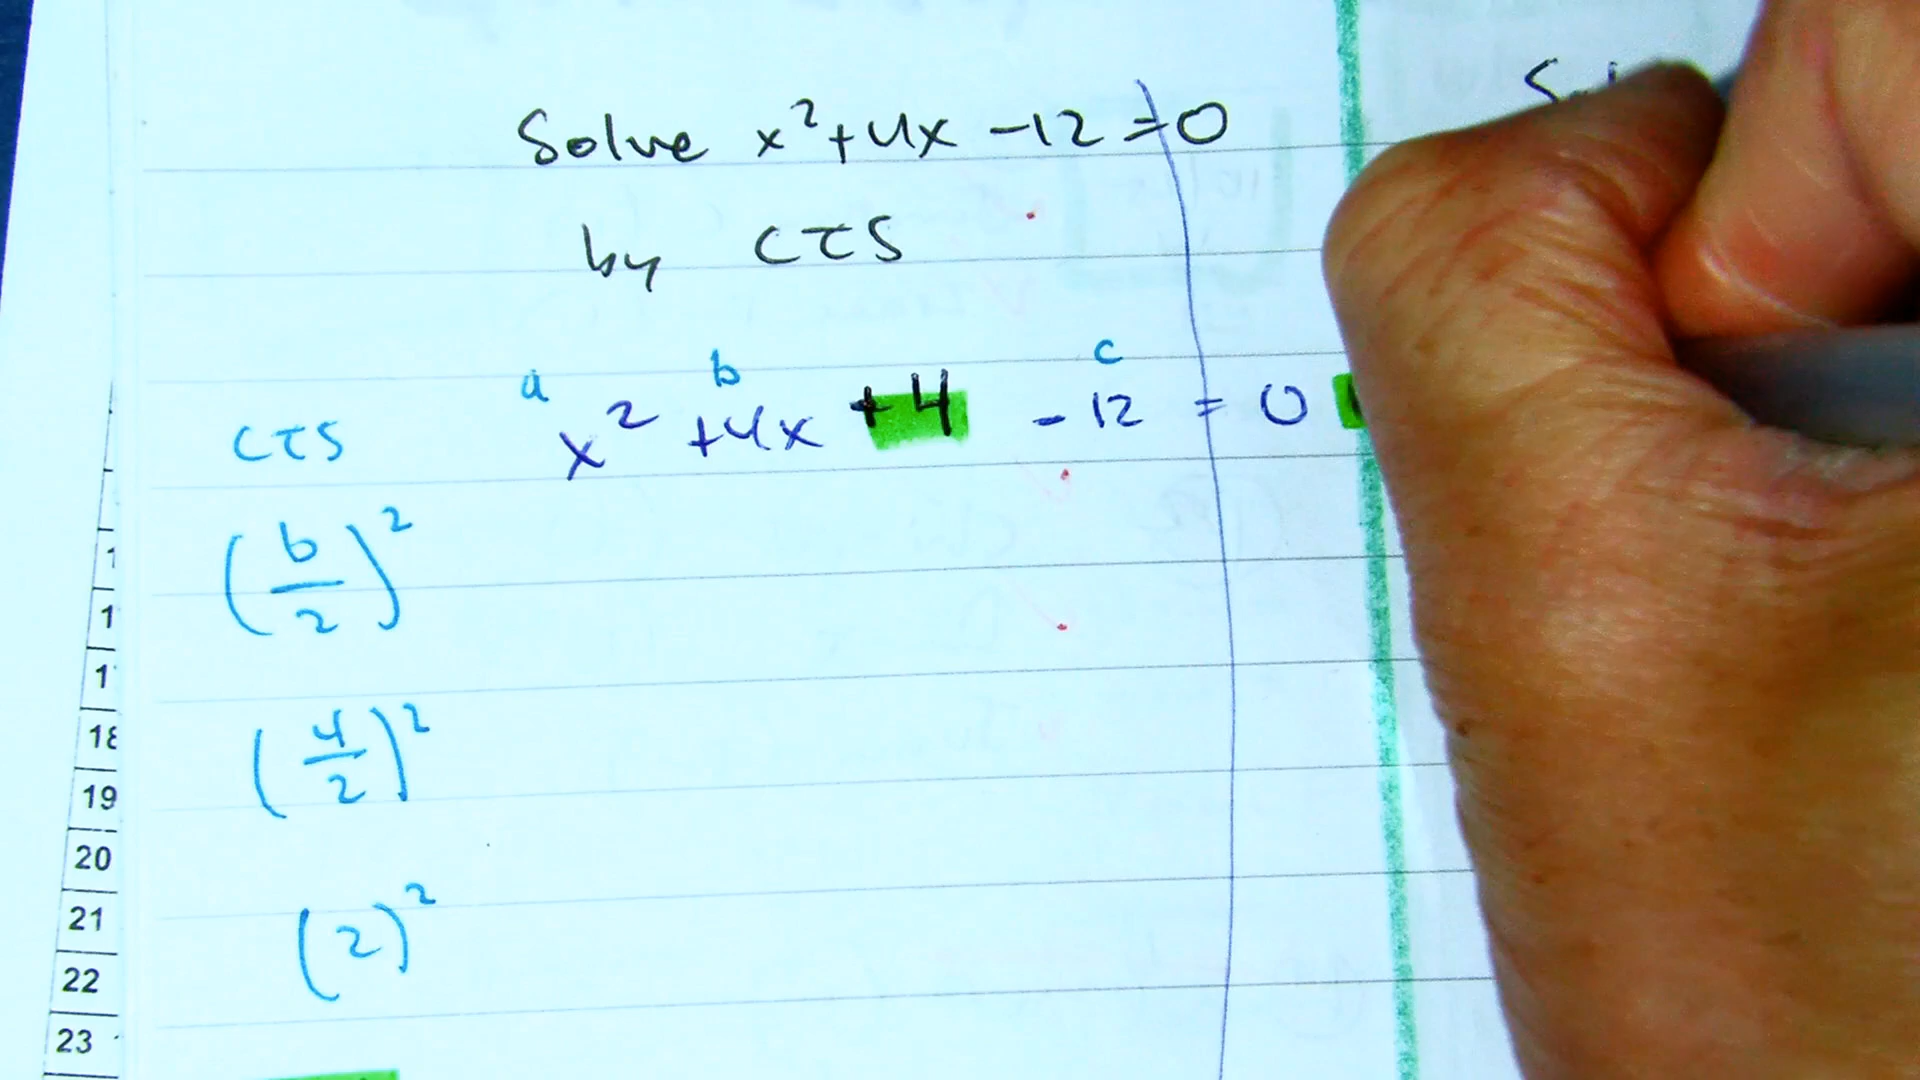 Solve x²+4x -12=0
by CTS
a b c
CTS x² +4x +4 -12 = 0
(b/2)²
(4/2)²
(2)²
19
20
21
22
23